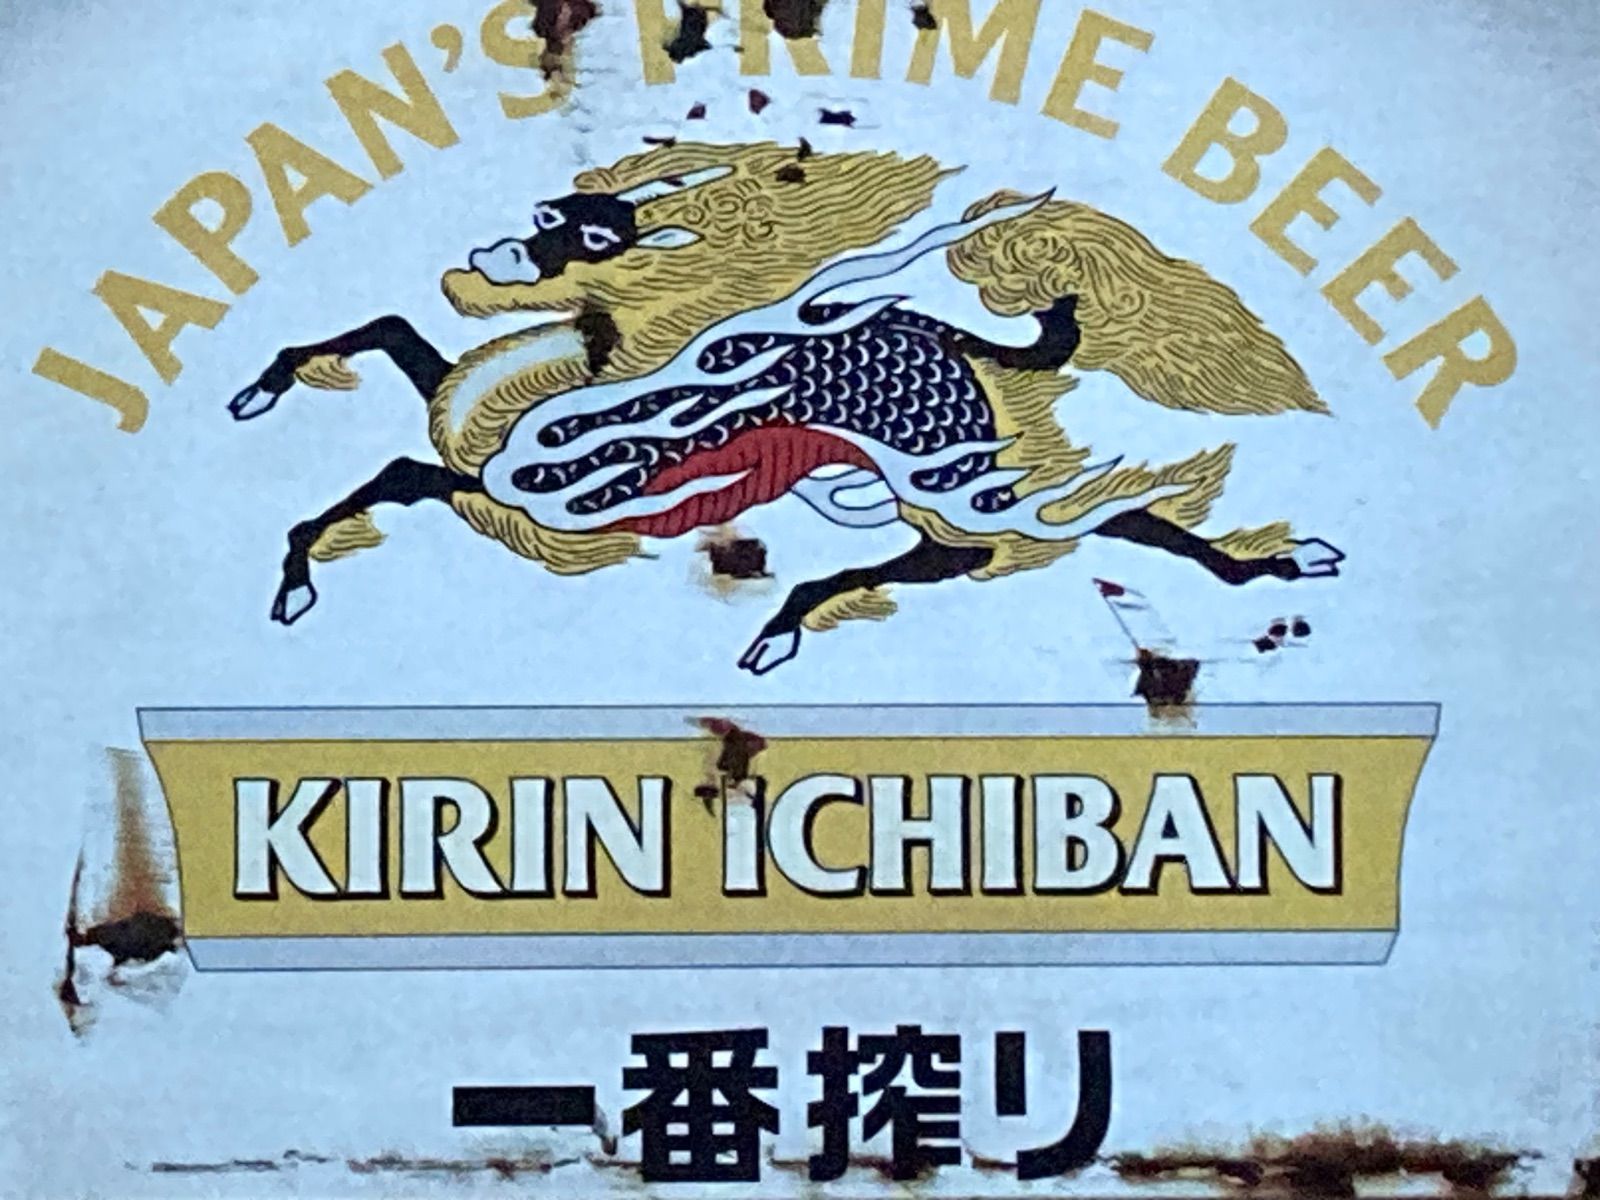 JAPAN'S PRIME BEER
KIRIN ICHIBAN
一番搾り